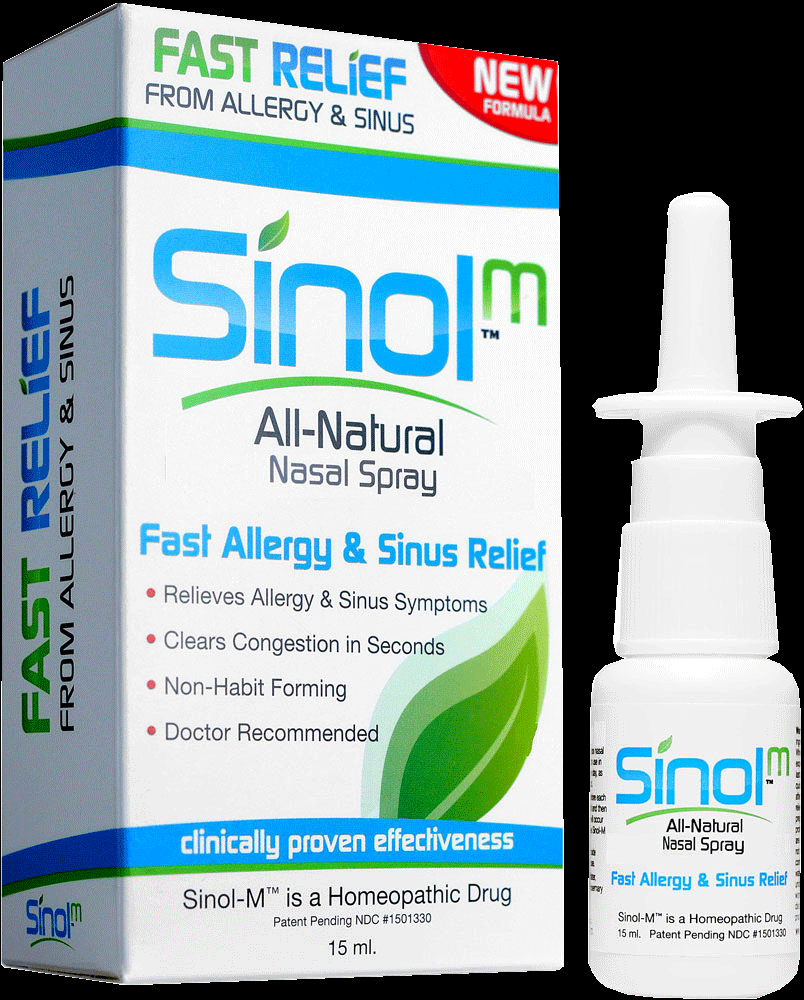 FAST RELIEF
FROM ALLERGY & SINUS
NEW
FORMULA
Sinol m
™
All-Natural
Nasal Spray
Fast Allergy & Sinus Relief
• Relieves Allergy & Sinus Symptoms
• Clears Congestion in Seconds
• Non-Habit Forming
• Doctor Recommended
clinically proven effectiveness
Sinol-M™ is a Homeopathic Drug
Patent Pending NDC #1501330
15 ml.
FAST RELIEF
FROM ALLERGY & SINUS
Sinol m
Sinol m
™
All-Natural
Nasal Spray
Fast Allergy & Sinus Relief
Sinol-M™ is a Homeopathic Drug
15 ml. Patent Pending NDC #1501330